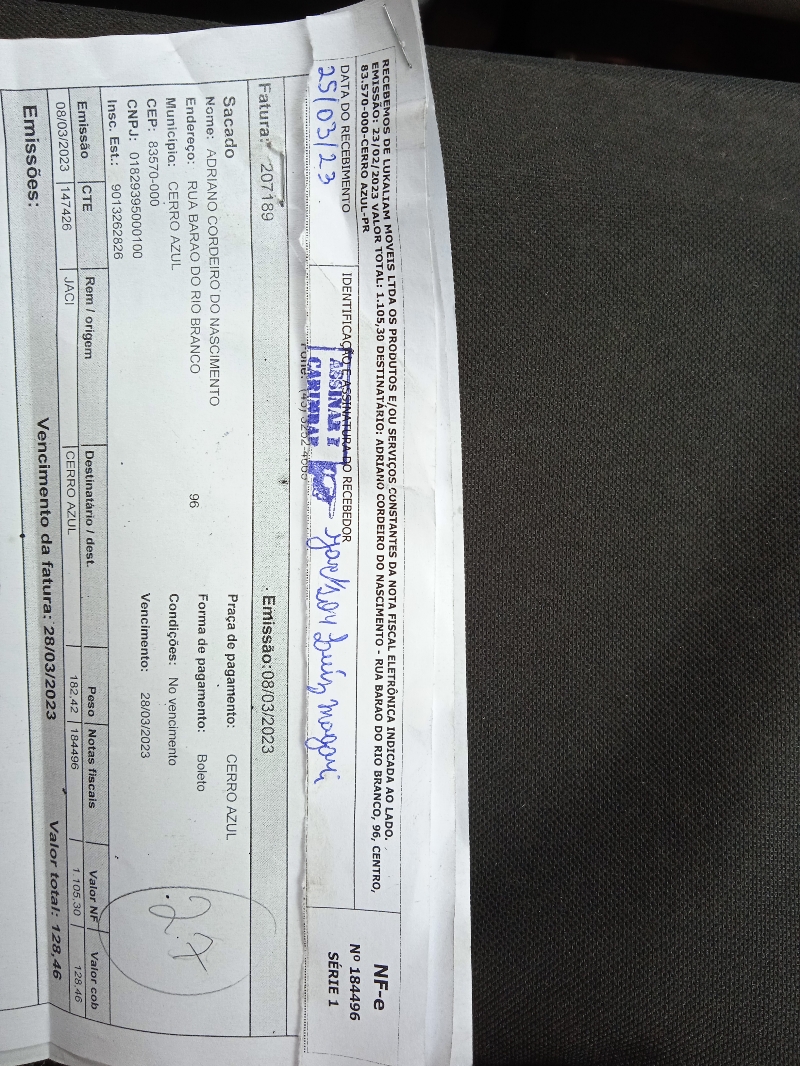 RECEBEMOS DE LUKALIAM MOVEIS LTDA OS PRODUTOS E/OU SERVIÇOS CONSTANTES DA NOTA FISCAL ELETRÔNICA INDICADA AO LADO.
EMISSÃO: 23/02/2023 VALOR TOTAL: 1.105,30 DESTINATÁRIO: ADRIANO CORDEIRO DO NASCIMENTO - RUA BARAO DO RIO BRANCO, 96, CENTRO,
83.570-000-CERRO AZUL-PR
NF-e
Nº 184496
SÉRIE 1
DATA DO RECEBIMENTO
25/03/23
IDENTIFICAÇÃO E ASSINATURA DO RECEBEDOR
ASSINAR E
CARIMBAR
Jackson Luiz
Fatura: 207189
Emissão: 08/03/2023
Sacado
Nome: ADRIANO CORDEIRO DO NASCIMENTO
Endereço: RUA BARAO DO RIO BRANCO 96
Municipio: CERRO AZUL
CEP: 83570-000
CNPJ: 01829395000100
Insc. Est.: 9013262826
Praça de pagamento: CERRO AZUL
Forma de pagamento: Boleto
Condições: No vencimento
Vencimento: 28/03/2023
27
Emissão CTE Rem / origem Destinatário / dest. Peso Notas fiscais Valor NF Valor cob
08/03/2023 147426 JACI CERRO AZUL 182,42 184496 1.105,30 128,46
Vencimento da fatura: 28/03/2023 Valor total: 128,46
Emissões: